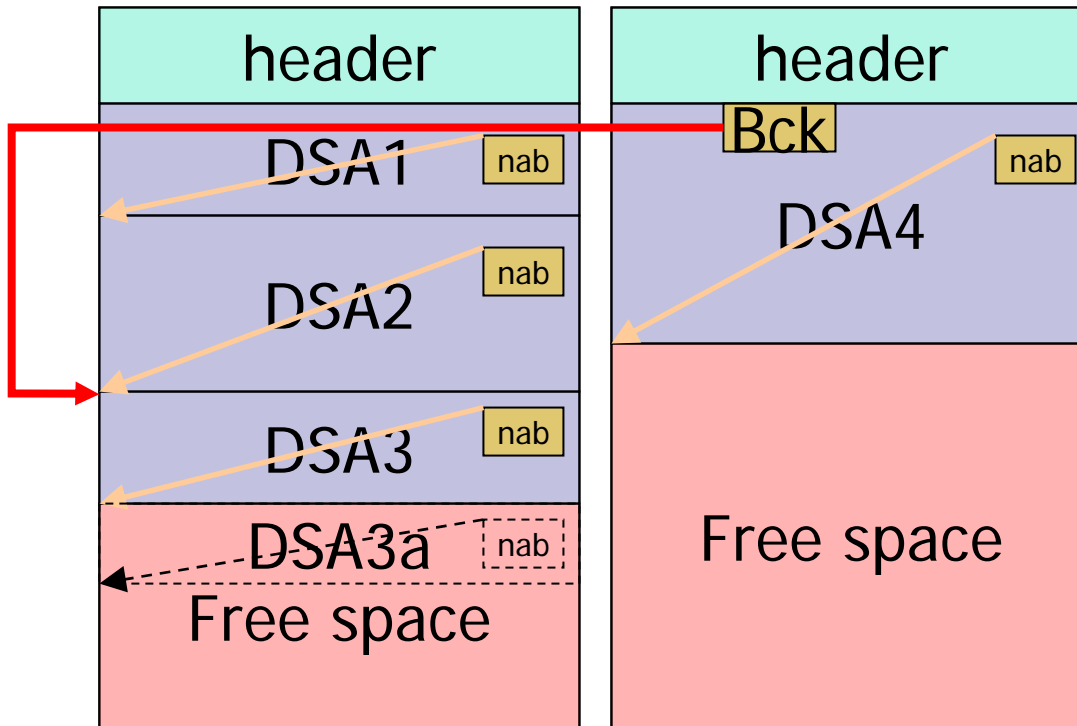 header
DSA1
nab
DSA2
nab
DSA3
nab
DSA3a
nab
Free space
header
Bck
nab
DSA4
Free space